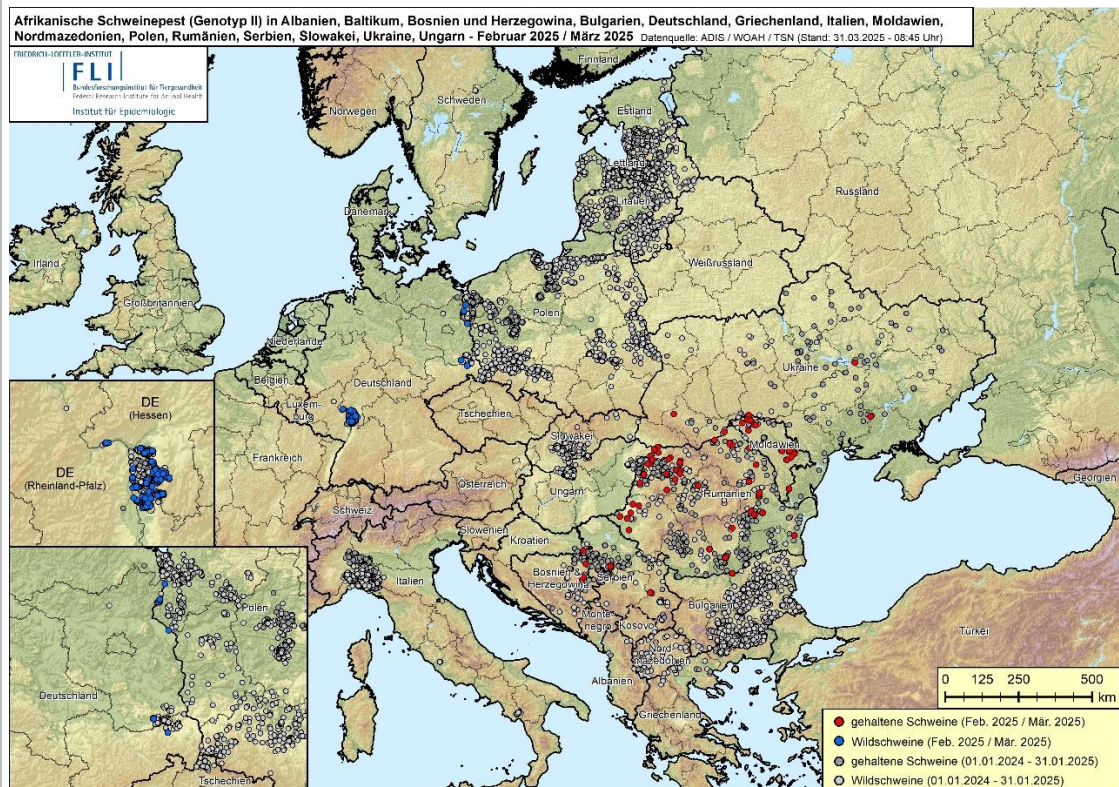 Afrikanische Schweinepest (Genotyp II) in Albanien, Baltikum, Bosnien und Herzegowina, Bulgarien, Deutschland, Griechenland, Italien, Moldawien,
Nordmazedonien, Polen, Rumänien, Serbien, Slowakei, Ukraine, Ungarn - Februar 2025 / März 2025 Datenquelle: ADIS / WOAH / TSN (Stand: 31.03.2025 - 08:45 Uhr)
FRIEDRICH-LOEFFLER-INSTITUT
FLI
Bundesforschungsinstitut für Tiergesundheit
Federal Research Institute for Animal Health
Institut für Epidemiologie
Finnland
Norwegen
Schweden
Estland
Lettland
Russland
Litauen
Dänemark
Irland
Weißrussland
Großbritannien
Polen
Niederlande
Ukraine
Belgien
Deutschland
Luxem-
burg
Tschechien
DE
(Hessen)
Slowakei
Moldawien
Frankreich
DE
(Rheinland-Pfalz)
Österreich
Ungarn
Rumänien
Georgien
Schweiz
Slowenien
Kroatien
Italien
Bosnien &
Herzegowina
Serbien
Polen
Monte-
negro
Kosovo
Bulgarien
Türkei
Nord-
mazedonien
Albanien
Deutschland
Griechenland
Tschechien
0 125 250 500
km
gehaltene Schweine (Feb. 2025 / Mär. 2025)
Wildschweine (Feb. 2025 / Mär. 2025)
gehaltene Schweine (01.01.2024 - 31.01.2025)
Wildschweine (01.01.2024 - 31.01.2025)